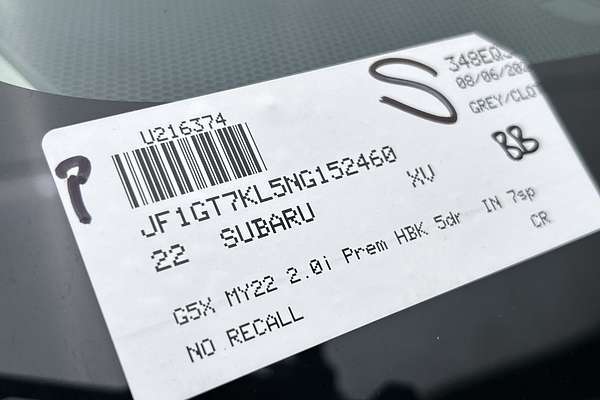 U216374
S
348EQ
08/06/202
GREY/CLOT
BB
JF1GT7KL5NG152460
22 SUBARU XV
G5X MY22 2.0i Prem HBK 5dr IN 7sp
CR
NO RECALL